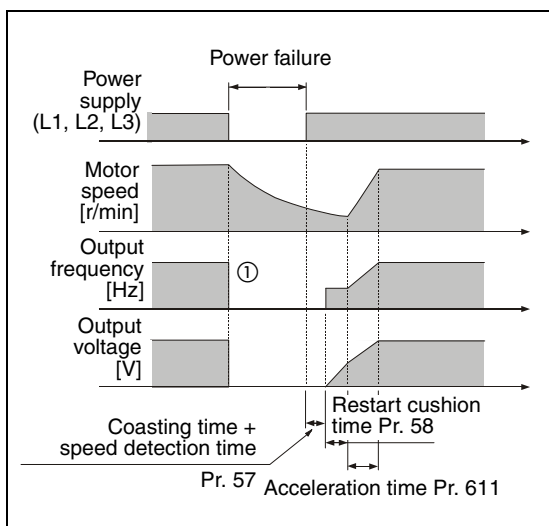 Power failure
Power
supply
(L1, L2, L3)
Motor
speed
[r/min]
Output
frequency
[Hz]
①
Output
voltage
[V]
Coasting time +
speed detection time
Pr. 57
Restart cushion
time Pr. 58
Acceleration time Pr. 611